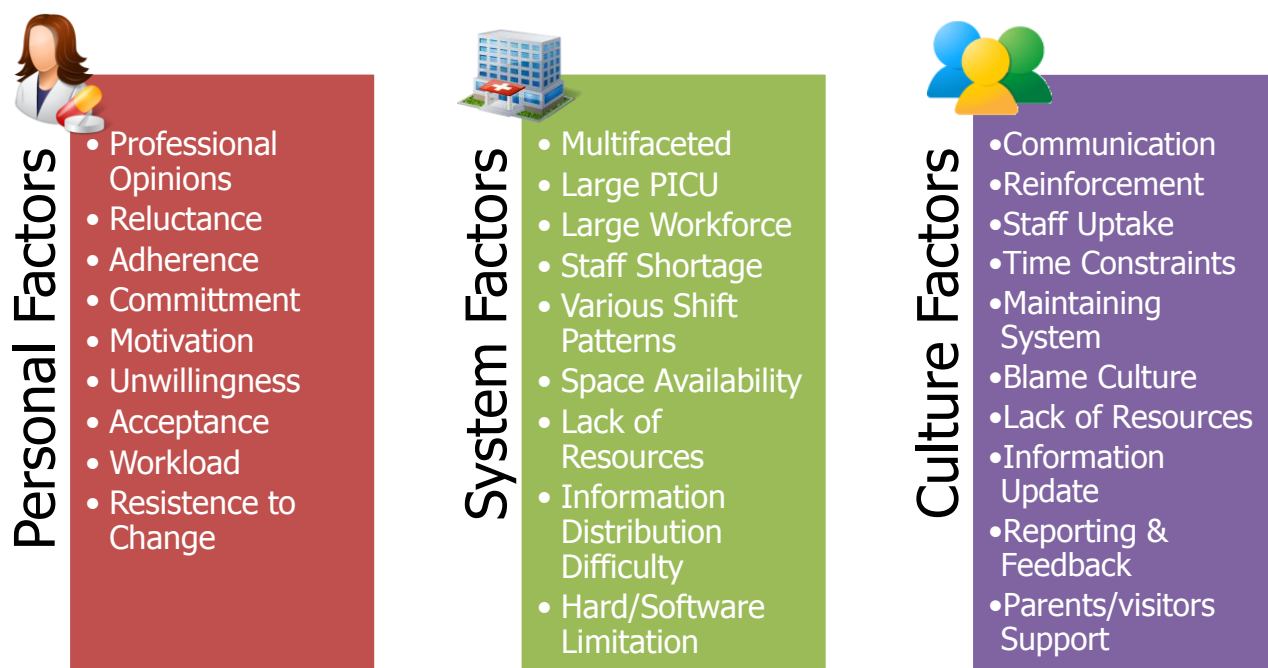 Personal Factors
• Professional
Opinions
• Reluctance
• Adherence
• Committment
• Motivation
• Unwillingness
• Acceptance
• Workload
• Resistence to
Change
System Factors
• Multifaceted
• Large PICU
• Large Workforce
• Staff Shortage
• Various Shift
Patterns
• Space Availability
• Lack of
Resources
• Information
Distribution
Difficulty
• Hard/Software
Limitation
Culture Factors
•Communication
•Reinforcement
•Staff Uptake
•Time Constraints
•Maintaining
System
•Blame Culture
•Lack of Resources
•Information
Update
•Reporting &
Feedback
•Parents/visitors
Support